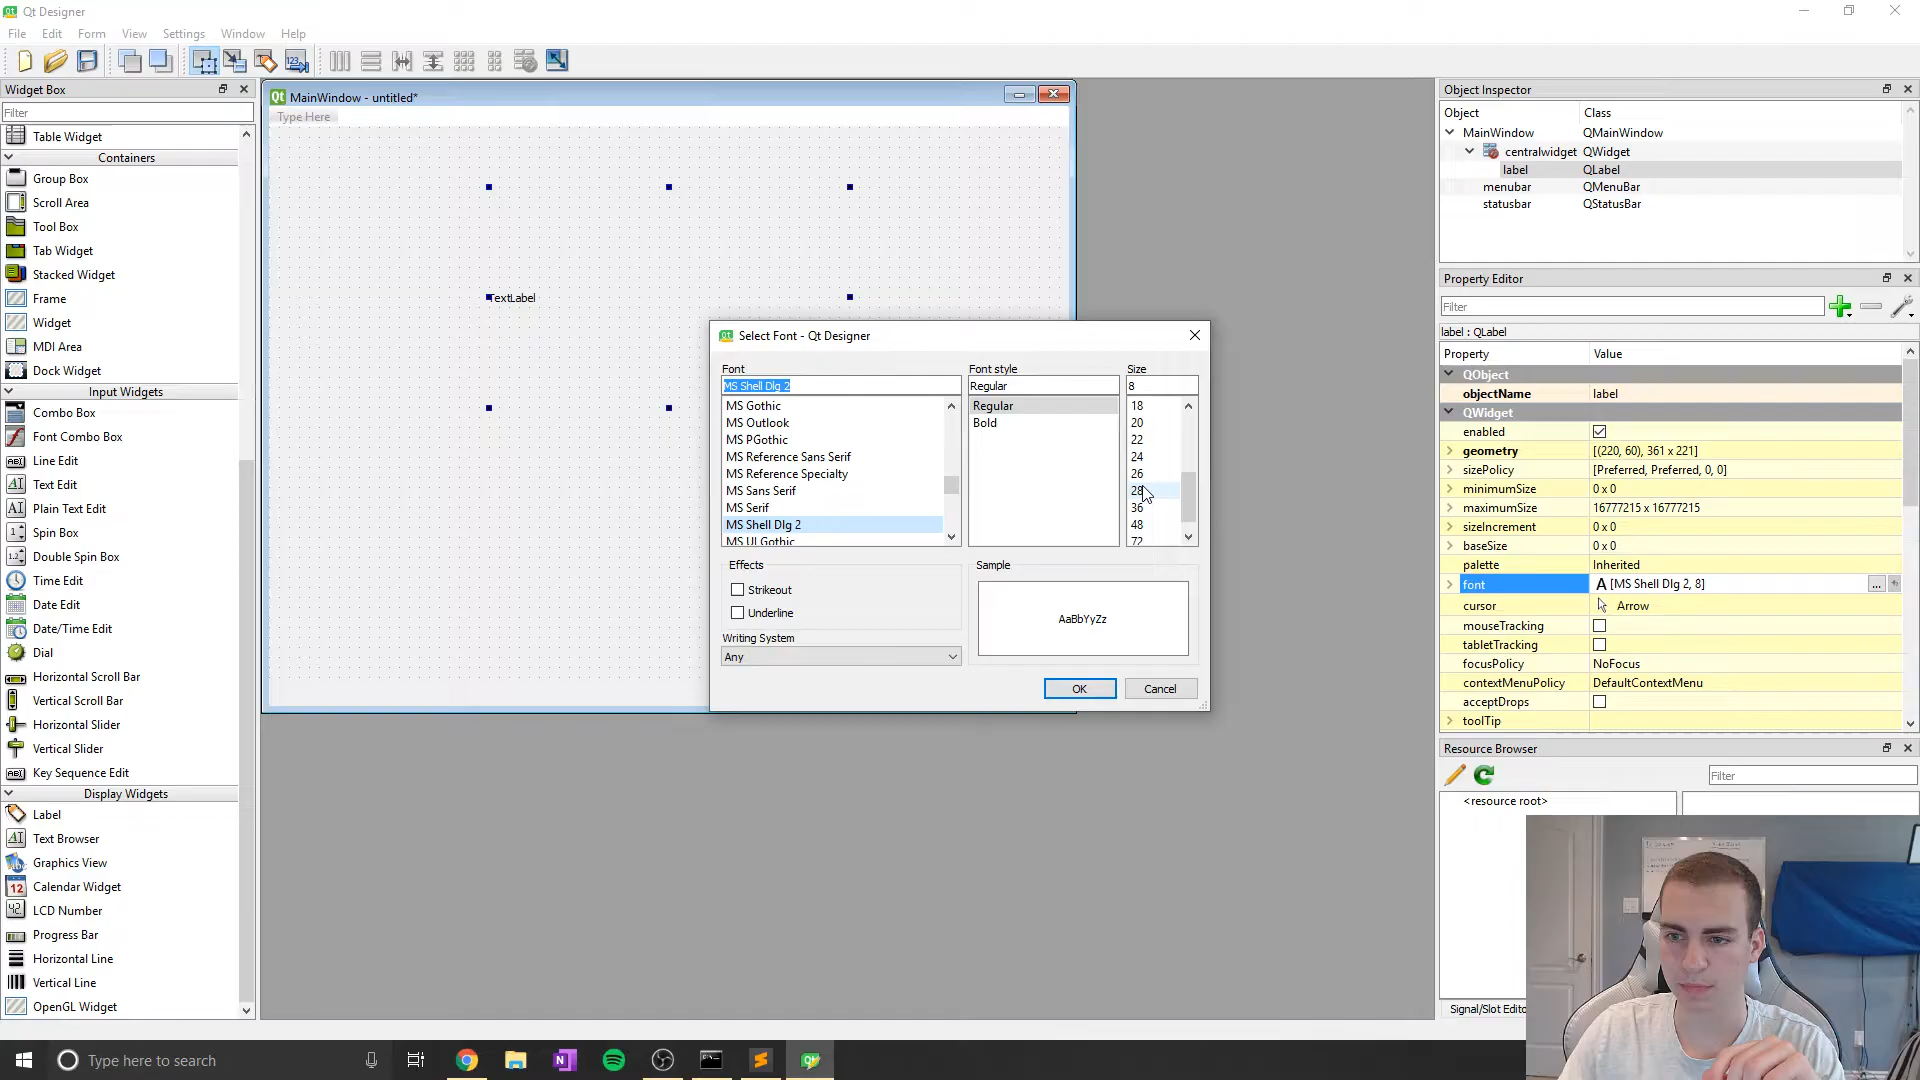 Qt Designer
File Edit Form View Settings Window Help
Widget Box
Filter
Table Widget
Containers
Group Box
Scroll Area
Tool Box
Tab Widget
Stacked Widget
Frame
Widget
MDI Area
Dock Widget
Input Widgets
Combo Box
Font Combo Box
Line Edit
Text Edit
Plain Text Edit
Spin Box
Double Spin Box
Time Edit
Date Edit
Date/Time Edit
Dial
Horizontal Scroll Bar
Vertical Scroll Bar
Horizontal Slider
Vertical Slider
Key Sequence Edit
Display Widgets
Label
Text Browser
Graphics View
Calendar Widget
LCD Number
Progress Bar
Horizontal Line
Vertical Line
OpenGL Widget
MainWindow - untitled*
Type Here
TextLabel
Select Font - Qt Designer
Font
MS Shell Dlg 2
MS Gothic
MS Outlook
MS PGothic
MS Reference Sans Serif
MS Reference Specialty
MS Sans Serif
MS Serif
MS Shell Dlg 2
MS UI Gothic
Font style
Regular
Regular
Bold
Size
8
18
20
22
24
26
28
36
48
72
Effects
Strikeout
Underline
Writing System
Any
Sample
AaBbYyZz
OK Cancel
Object Inspector
Object Class
MainWindow QMainWindow
centralwidget QWidget
label QLabel
menubar QMenuBar
statusbar QStatusBar
Property Editor
Filter
label : QLabel
Property Value
QObject
objectName label
QWidget
enabled
geometry [(220, 60), 361 x 221]
sizePolicy [Preferred, Preferred, 0, 0]
minimumSize 0 x 0
maximumSize 16777215 x 16777215
sizeIncrement 0 x 0
baseSize 0 x 0
palette Inherited
font A [MS Shell Dlg 2, 8] ...
cursor Arrow
mouseTracking
tabletTracking
focusPolicy NoFocus
contextMenuPolicy DefaultContextMenu
acceptDrops
toolTip
Resource Browser
Filter
<resource root>
Signal/Slot Edito
Type here to search